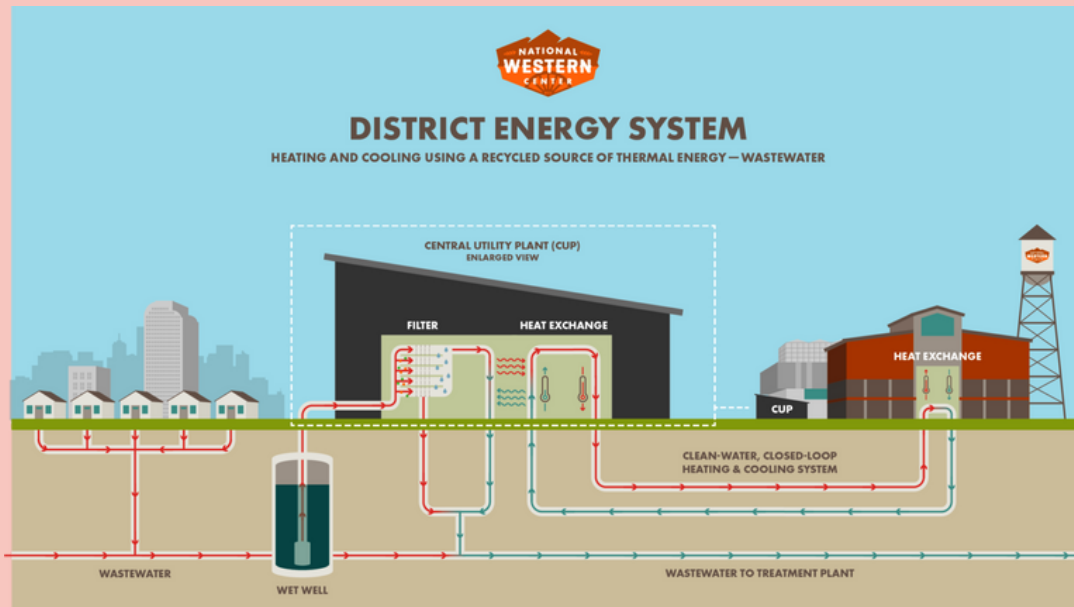 NATIONAL
WESTERN
CENTER
DISTRICT ENERGY SYSTEM
HEATING AND COOLING USING A RECYCLED SOURCE OF THERMAL ENERGY — WASTEWATER
CENTRAL UTILITY PLANT (CUP)
ENLARGED VIEW
FILTER
HEAT EXCHANGE
WESTERN
HEAT EXCHANGE
CUP
CLEAN-WATER, CLOSED-LOOP
HEATING & COOLING SYSTEM
WASTEWATER
WASTEWATER TO TREATMENT PLANT
WET WELL